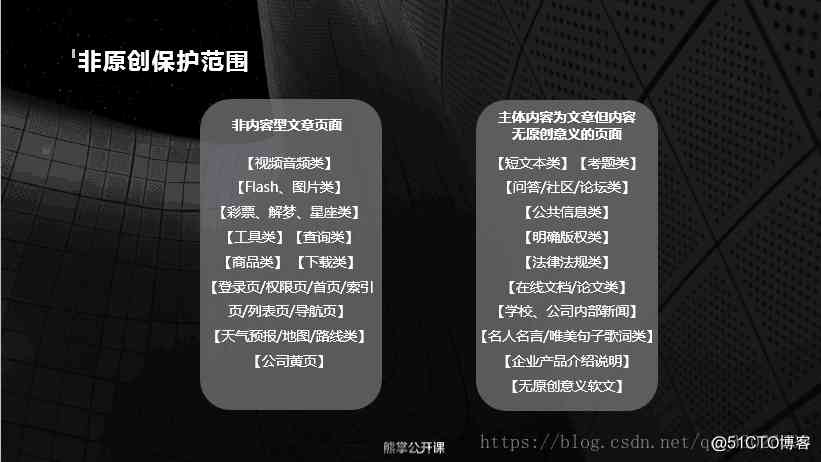 非原创保护范围
非内容型文章页面
【视频音频类】
【Flash、图片类】
【彩票、解梦、星座类】
【工具类】【查询类】
【商品类】【下载类】
【登录页/权限页/首页/索引
页/列表页/导航页】
【天气预报/地图/路线类】
【公司黄页】
主体内容为文章但内容
无原创意义的页面
【短文本类】【考题类】
【问答/社区/论坛类】
【公共信息类】
【明确版权类】
【法律法规类】
【在线文档/论文类】
【学校、公司内部新闻】
【名人名言/唯美句子歌词类】
【企业产品介绍说明】
【无原创意义软文】
熊掌公开课
https://blog.csdn.net/q
@51CTO博客